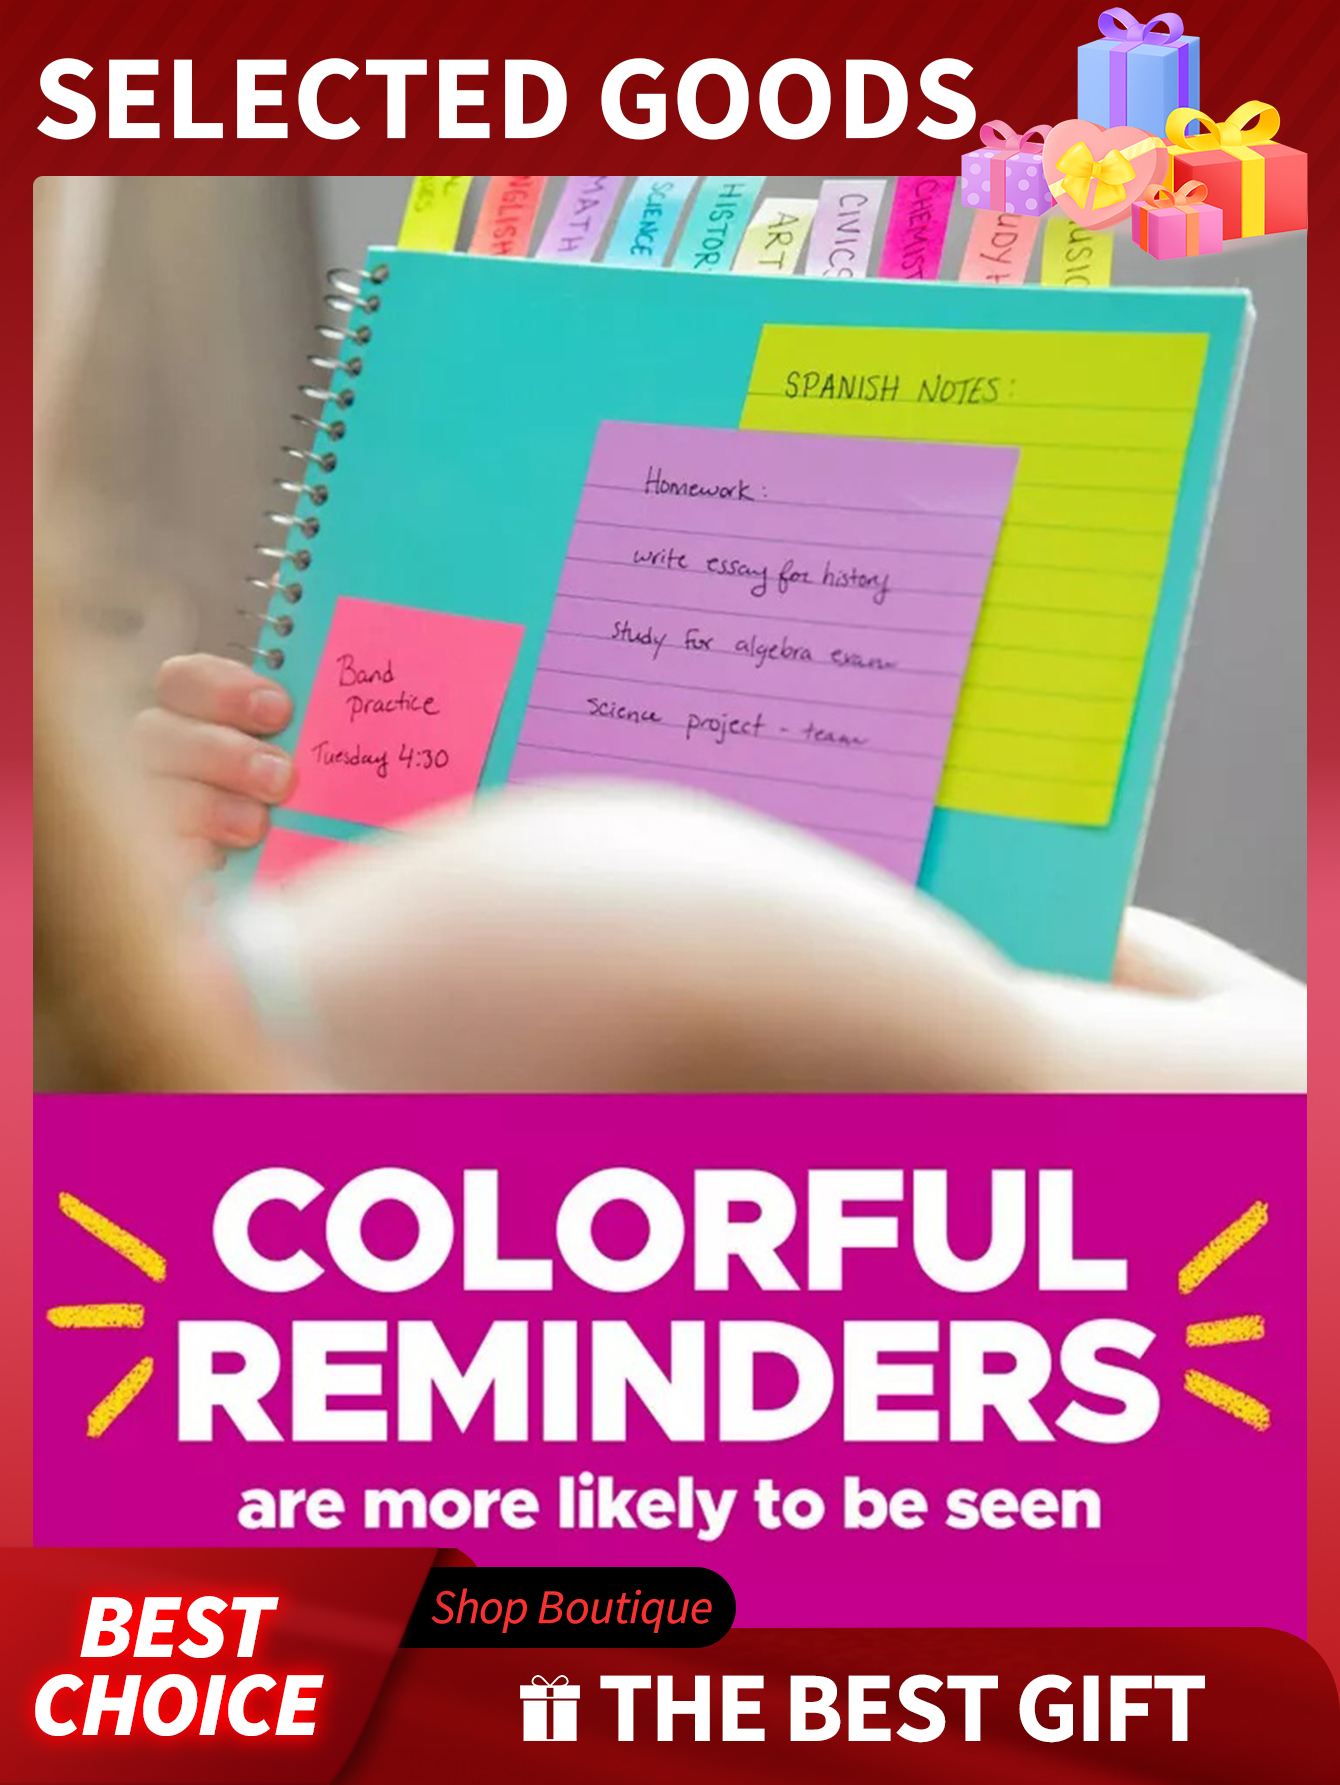 SELECTED GOODS
MATH
SCIENCE
ART
CIVICS
SPANISH NOTES:
Homework:
write essay for history
study for algebra exam
science project - team
Band
practice
Tuesday 4:30
COLORFUL
REMINDERS
are more likely to be seen
BEST
CHOICE
Shop Boutique
THE BEST GIFT